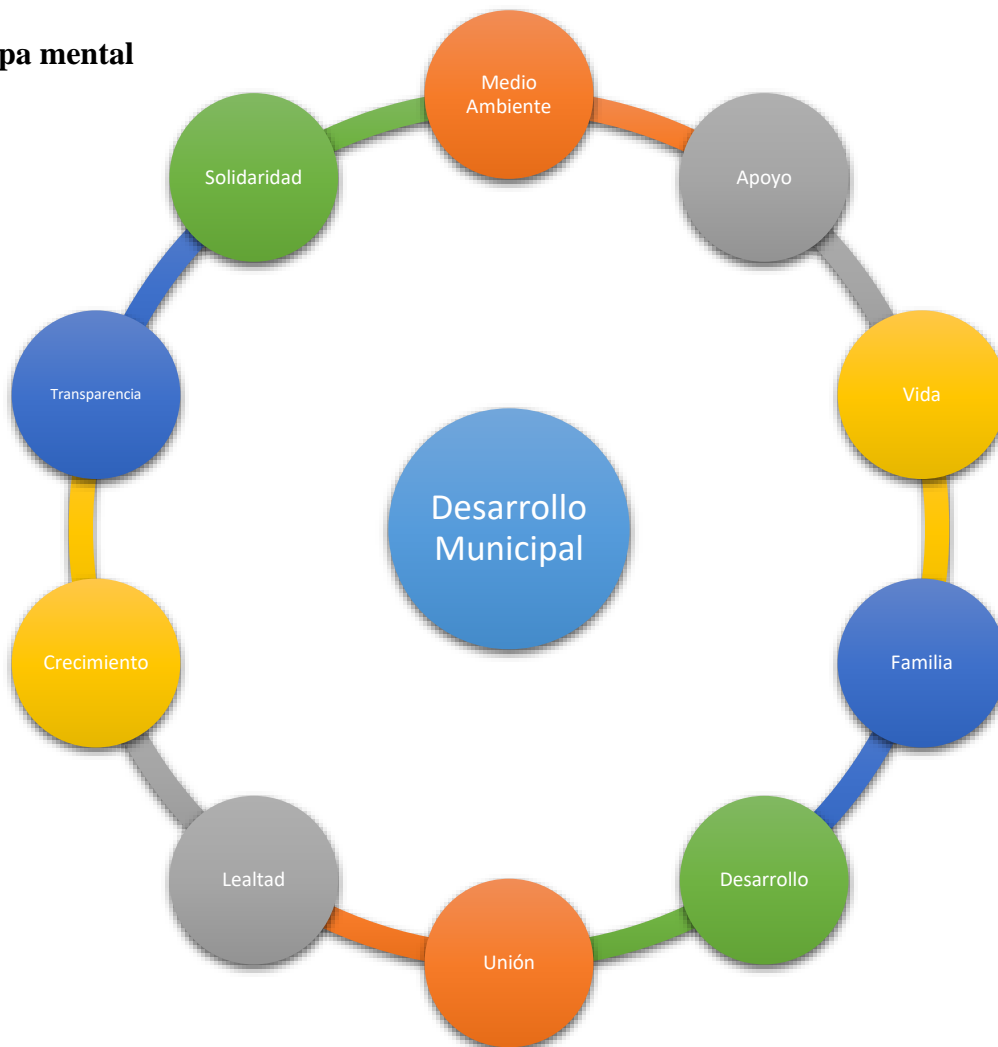 pa mental
Medio
Ambiente
Solidaridad
Apoyo
Transparencia
Vida
Desarrollo
Municipal
Crecimiento
Familia
Lealtad
Desarrollo
Unión